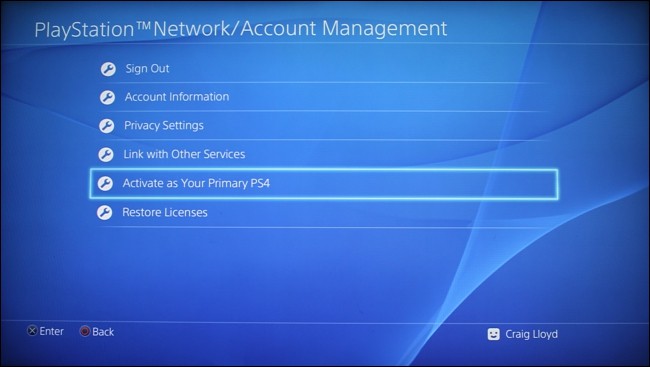 PlayStation™Network/Account Management
Sign Out
Account Information
Privacy Settings
Link with Other Services
Activate as Your Primary PS4
Restore Licenses
Enter Back Craig Lloyd